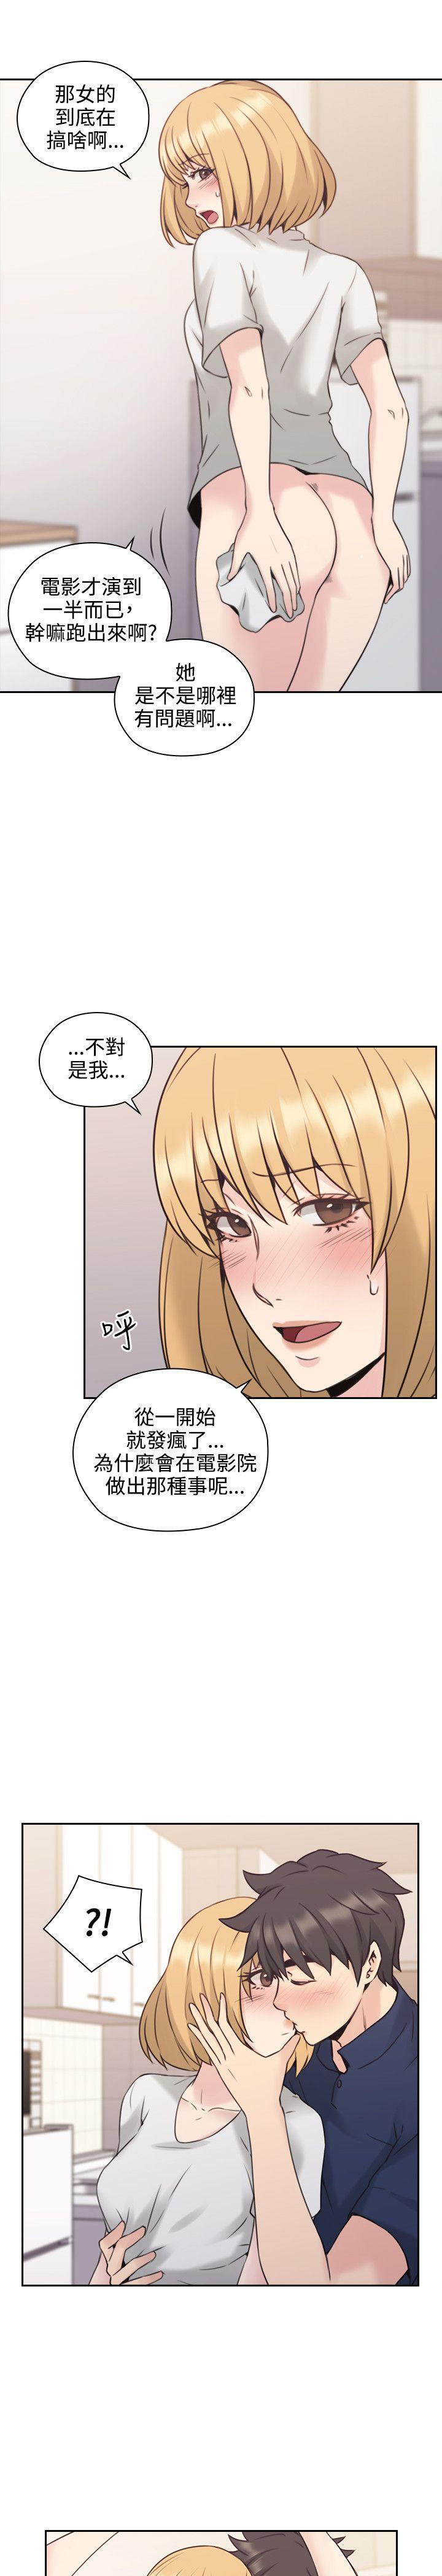 那女的
到底在
搞啥啊…
電影才演到
一半而已，
幹嘛跑出來啊?
她
是不是哪裡
有問題啊…
…不對
是我…
呼
從一開始
就發瘋了…
為什麼會在電影院
做出那種事呢…
?!